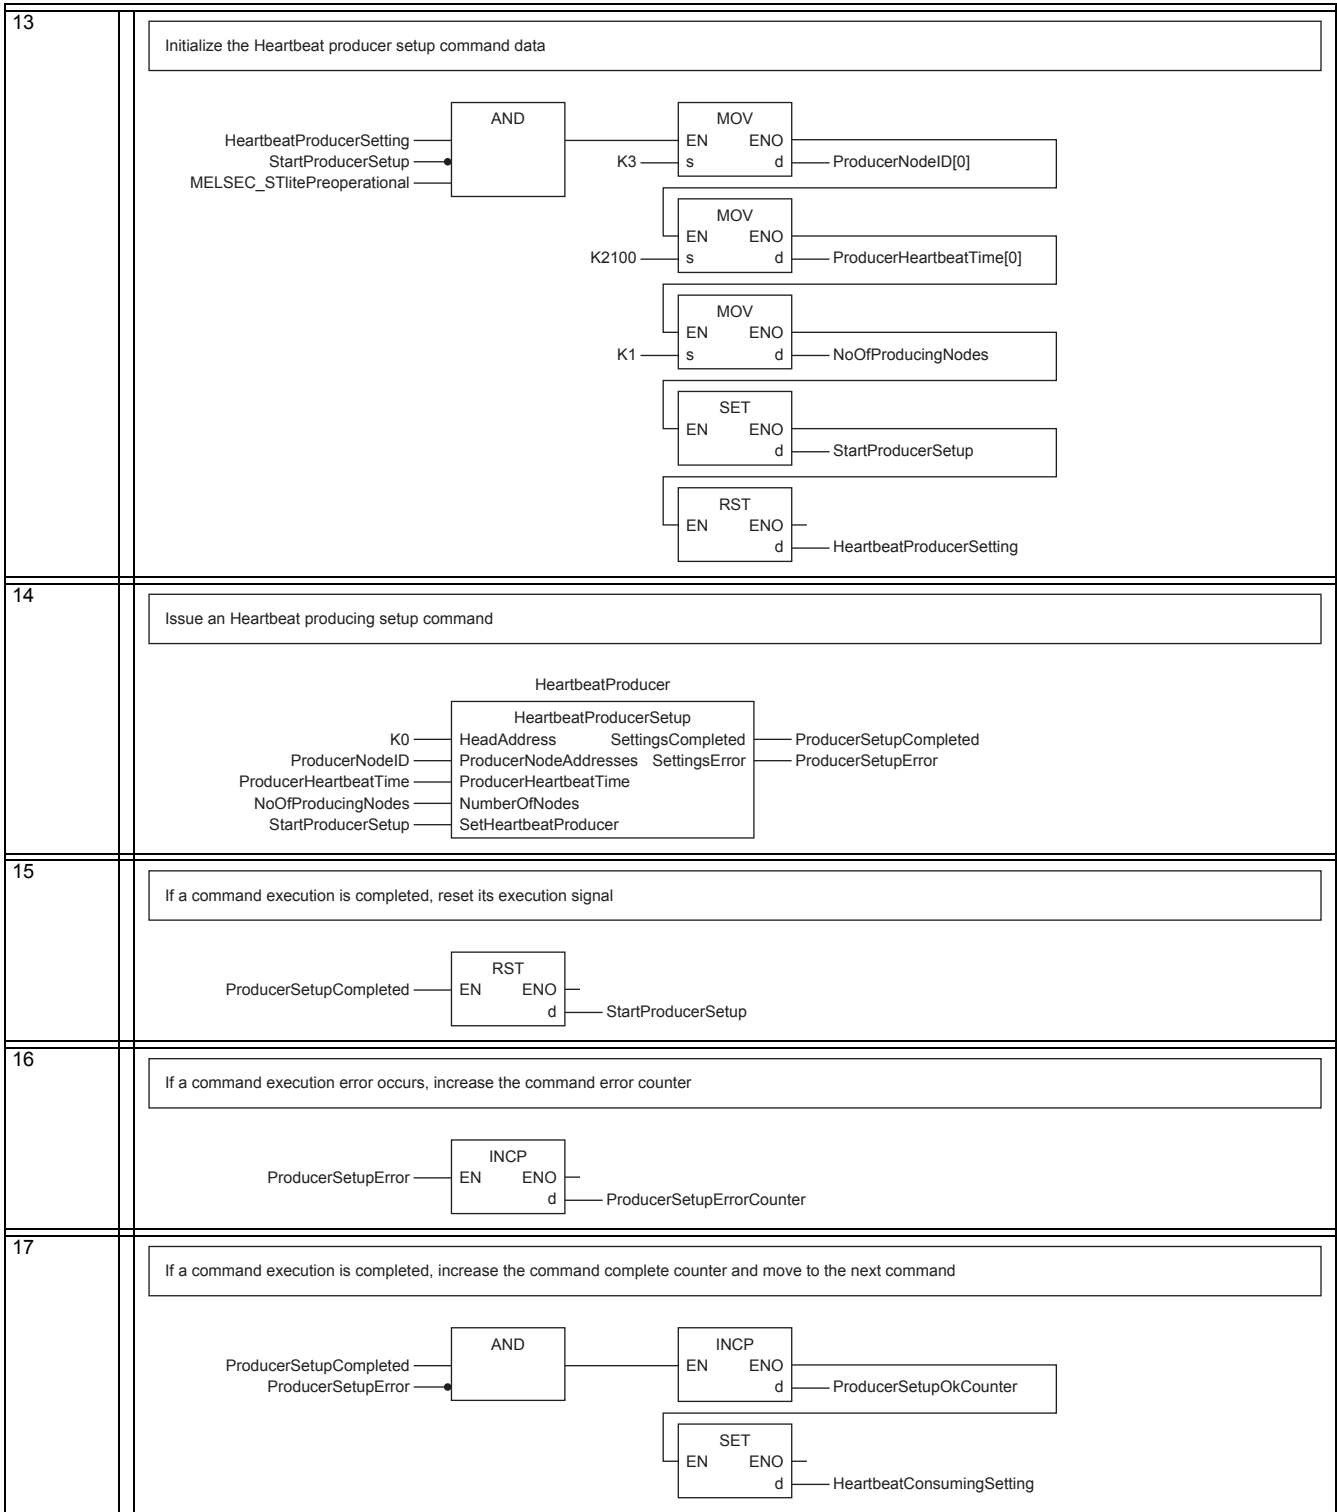 13
Initialize the Heartbeat producer setup command data
AND
MOV
HeartbeatProducerSetting
EN ENO
StartProducerSetup
K3
s d
ProducerNodeID[0]
MELSEC_STlitePreoperational
MOV
EN ENO
K2100
s d
ProducerHeartbeatTime[0]
MOV
EN ENO
K1
s d
NoOfProducingNodes
SET
EN ENO
d
StartProducerSetup
RST
EN ENO
d
HeartbeatProducerSetting
14
Issue an Heartbeat producing setup command
HeartbeatProducer
HeartbeatProducerSetup
K0
HeadAddress SettingsCompleted
ProducerSetupCompleted
ProducerNodeID
ProducerNodeAddresses SettingsError
ProducerSetupError
ProducerHeartbeatTime
ProducerHeartbeatTime
NoOfProducingNodes
NumberOfNodes
StartProducerSetup
SetHeartbeatProducer
15
If a command execution is completed, reset its execution signal
RST
ProducerSetupCompleted
EN ENO
d
StartProducerSetup
16
If a command execution error occurs, increase the command error counter
INCP
ProducerSetupError
EN ENO
d
ProducerSetupErrorCounter
17
If a command execution is completed, increase the command complete counter and move to the next command
AND
INCP
ProducerSetupCompleted
EN ENO
ProducerSetupError
d
ProducerSetupOkCounter
SET
EN ENO
d
HeartbeatConsumingSetting